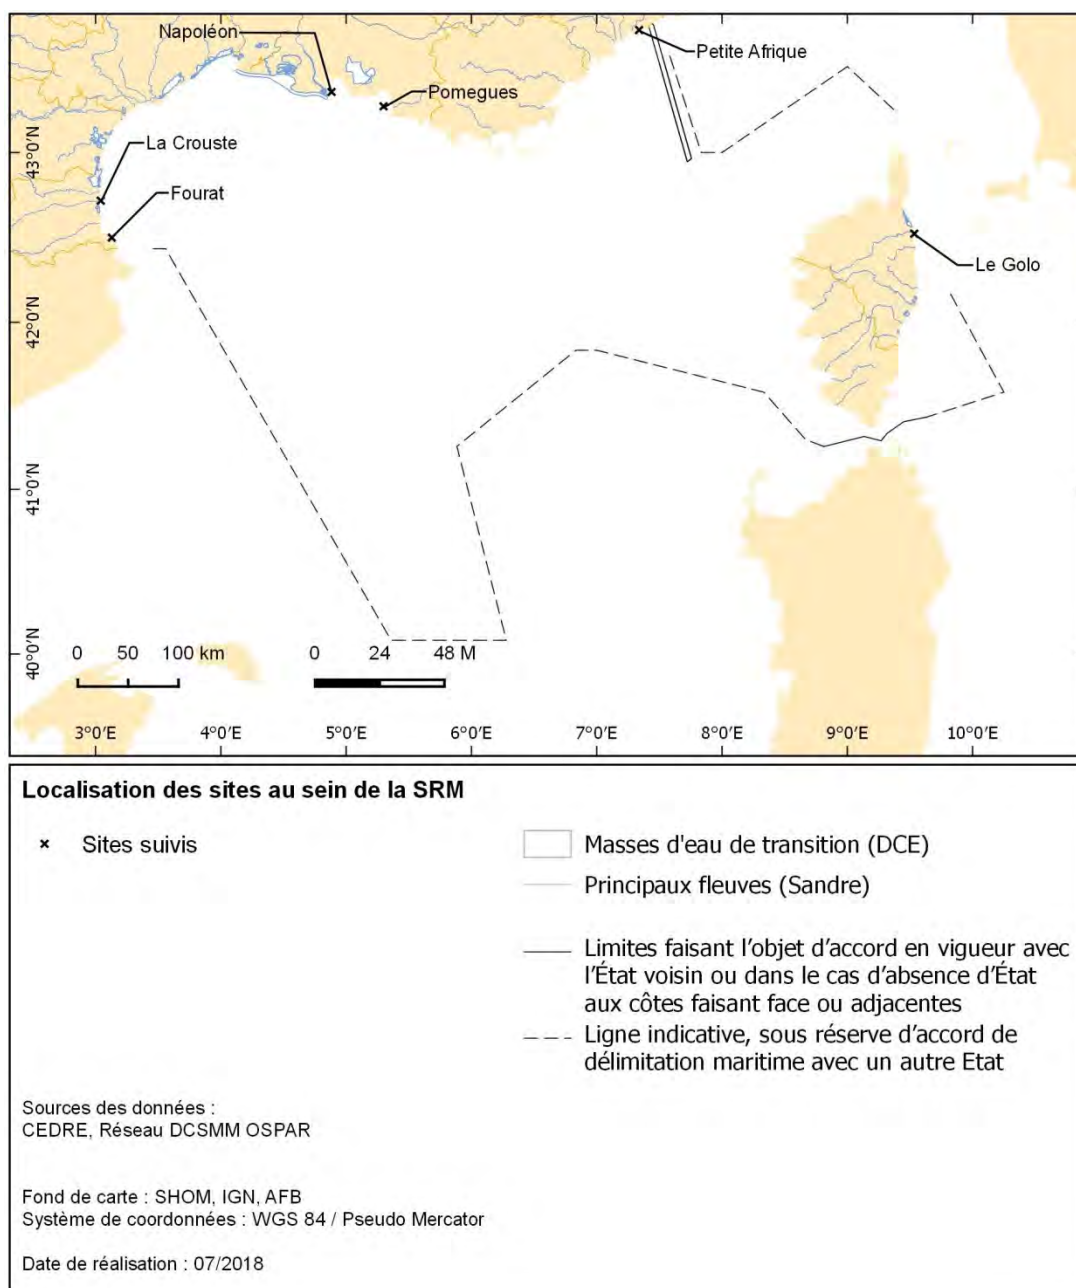 Napoléon
Petite Afrique
Pomegues
La Crouste
Fourat
Le Golo
43°0'N
42°0'N
41°0'N
40°0'N
0 50 100 km
0 24 48 M
3°0'E 4°0'E 5°0'E 6°0'E 7°0'E 8°0'E 9°0'E 10°0'E
Localisation des sites au sein de la SRM
Sites suivis
Masses d'eau de transition (DCE)
Principaux fleuves (Sandre)
Limites faisant l'objet d'accord en vigueur avec
l'État voisin ou dans le cas d'absence d'État
aux côtes faisant face ou adjacentes
Ligne indicative, sous réserve d'accord de
délimitation maritime avec un autre Etat
Sources des données :
CEDRE, Réseau DCSMM OSPAR
Fond de carte : SHOM, IGN, AFB
Système de coordonnées : WGS 84 / Pseudo Mercator
Date de réalisation : 07/2018